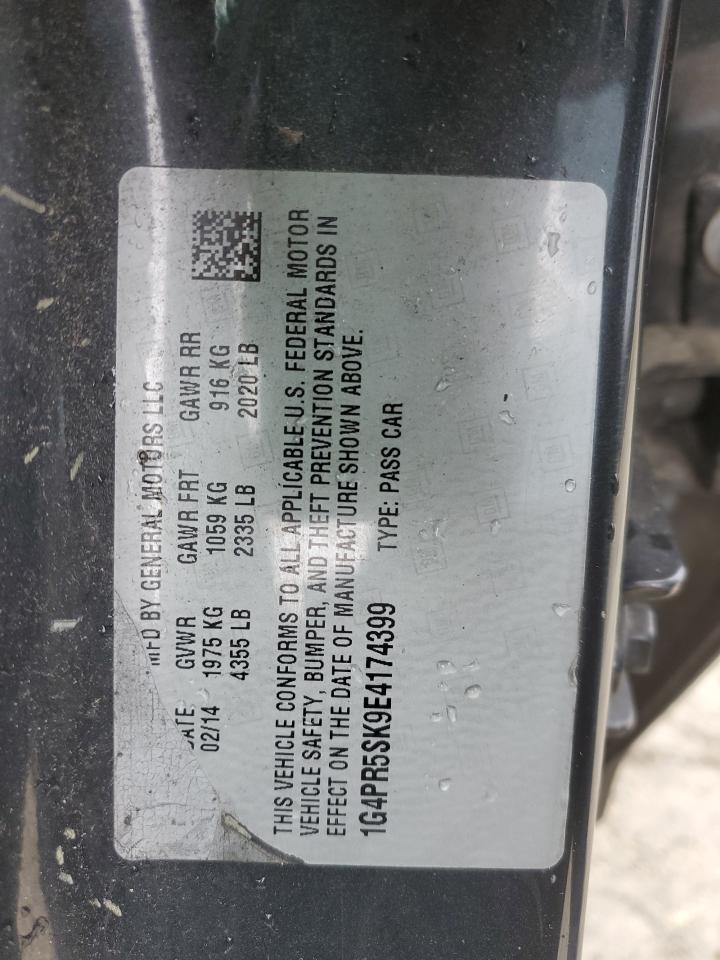 MFD BY GENERAL MOTORS LLC
DATE GVWR GAWR FRT GAWR RR
02/14 1975 KG 1059 KG 916 KG
4355 LB 2335 LB 2020 LB
THIS VEHICLE CONFORMS TO ALL APPLICABLE U.S. FEDERAL MOTOR
VEHICLE SAFETY, BUMPER, AND THEFT PREVENTION STANDARDS IN
EFFECT ON THE DATE OF MANUFACTURE SHOWN ABOVE.
1G4PR5SK9E4174399 TYPE: PASS CAR